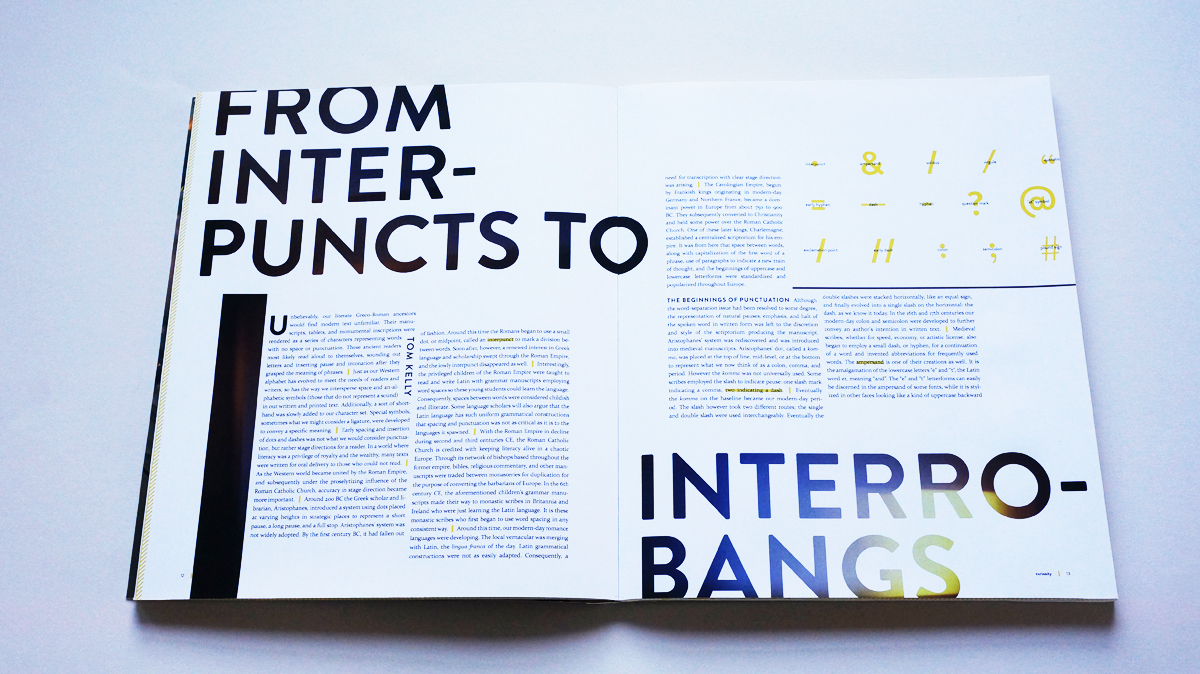 FROM
INTER-
PUNCTS TO
TOM KELLY
Unbelievably, our literate Greco-Roman ancestors
would find modern text unfamiliar. Their manu-
scripts, tablets, and monumental inscriptions were
rendered as a series of characters representing words
with no space or punctuation. Those ancient readers
most likely read aloud to themselves, sounding out
letters and inserting pause and intonation after they
grasped the meaning of phrases. | Just as our Western
alphabet has evolved to meet the needs of readers and
writers, so has the way we intersperse space and an-al-
phabetic symbols (those that do not represent a sound)
in our written and printed text. Additionally, a sort of short-
hand was slowly added to our character set. Special symbols,
sometimes what we might consider a ligature, were developed
to convey a specific meaning. | Early spacing and insertion
of dots and dashes was not what we would consider punctua-
tion, but rather stage directions for a reader. In a world where
literacy was a privilege of royalty and the wealthy, many texts
were written for oral delivery to those who could not read. |
As the Western world became united by the Roman Empire,
and subsequently under the proselytizing influence of the
Roman Catholic Church, accuracy in stage direction became
more important. | Around 200 BC the Greek scholar and li-
brarian, Aristophanes, introduced a system using dots placed
at varying heights in strategic places to represent a short
pause, a long pause, and a full stop. Aristophanes' system was
not widely adopted. By the first century BC, it had fallen out
of fashion. Around this time the Romans began to use a small
dot, or midpoint, called an interpunct to mark a division be-
tween words. Soon after, however, a renewed interest in Greek
language and scholarship swept through the Roman Empire,
and the lowly interpunct disappeared as well. | Interestingly,
the privileged children of the Roman Empire were taught to
read and write Latin with grammar manuscripts employing
word spaces so these young students could learn the language.
Consequently, spaces between words were considered childish
and illiterate. Some language scholars will also argue that the
Latin language has such uniform grammatical constructions
that spacing and punctuation was not as critical as it is to the
languages it spawned. | With the Roman Empire in decline
during second and third centuries CE, the Roman Catholic
Church is credited with keeping literacy alive in a chaotic
Europe. Through its network of bishops based throughout the
former empire, bibles, religious commentary, and other man-
uscripts were traded between monasteries for duplication for
the purpose of converting the barbarians of Europe. In the 6th
century CE, the aforementioned children's grammar manu-
scripts made their way to monastic scribes in Britannia and
Ireland who were just learning the Latin language. It is these
monastic scribes who first began to use word spacing in any
consistent way. | Around this time, our modern-day romance
languages were developing. The local vernacular was merging
with Latin, the lingua franca of the day. Latin grammatical
constructions were not as easily adapted. Consequently, a
12 |
need for transcription with clear stage direction
was arising. | The Carolingian Empire, begun
by Frankish kings originating in modern-day
Germany and Northern France, became a dom-
inant power in Europe from about 750 to 900
BC. They subsequently converted to Christianity
and held some power over the Roman Catholic
Church. One of these later kings, Charlemagne,
established a centralized scriptorium for his em-
pire. It was from here that space between words,
along with capitalization of the first word of a
phrase, use of paragraphs to indicate a new train
of thought, and the beginnings of uppercase and
lowercase letterforms were standardized and
popularized throughout Europe.
· & / / “
interpunct ampersand solidus virgule
= – - ? @
early hyphen dash hyphen question mark at symbol
/ // : ; #
exclamation point early dash colon semicolon pound sign
THE BEGINNINGS OF PUNCTUATION Although
the word-separation issue had been resolved to some degree,
the representation of natural pauses, emphasis, and halt of
the spoken word in written form was left to the discretion
and style of the scriptorium producing the manuscript.
Aristophanes' system was rediscovered and was introduced
into medieval manuscripts. Aristophanes' dot, called a kom-
ma, was placed at the top of line, mid-level, or at the bottom
to represent what we now think of as a colon, comma, and
period. However the komma was not universally used. Some
scribes employed the slash to indicate pause: one slash mark
indicating a comma, two indicating a dash. | Eventually
the komma on the baseline became our modern-day peri-
od. The slash however took two different routes; the single
and double slash were used interchangeably. Eventually the
double slashes were stacked horizontally, like an equal sign,
and finally evolved into a single slash on the horizontal: the
dash, as we know it today. In the 16th and 17th centuries our
modern-day colon and semicolon were developed to further
convey an author's intention in written text. | Medieval
scribes, whether for speed, economy, or artistic license, also
began to employ a small dash, or hyphen, for a continuation
of a word and invented abbreviations for frequently used
words. The ampersand is one of their creations as well. It is
the amalgamation of the lowercase letters "e" and "t", the Latin
word et, meaning "and". The "e" and "t" letterforms can easily
be discerned in the ampersand of some fonts, while it is styl-
ized in other faces looking like a kind of uppercase backward
INTERRO-
BANGS
curiosity | 13